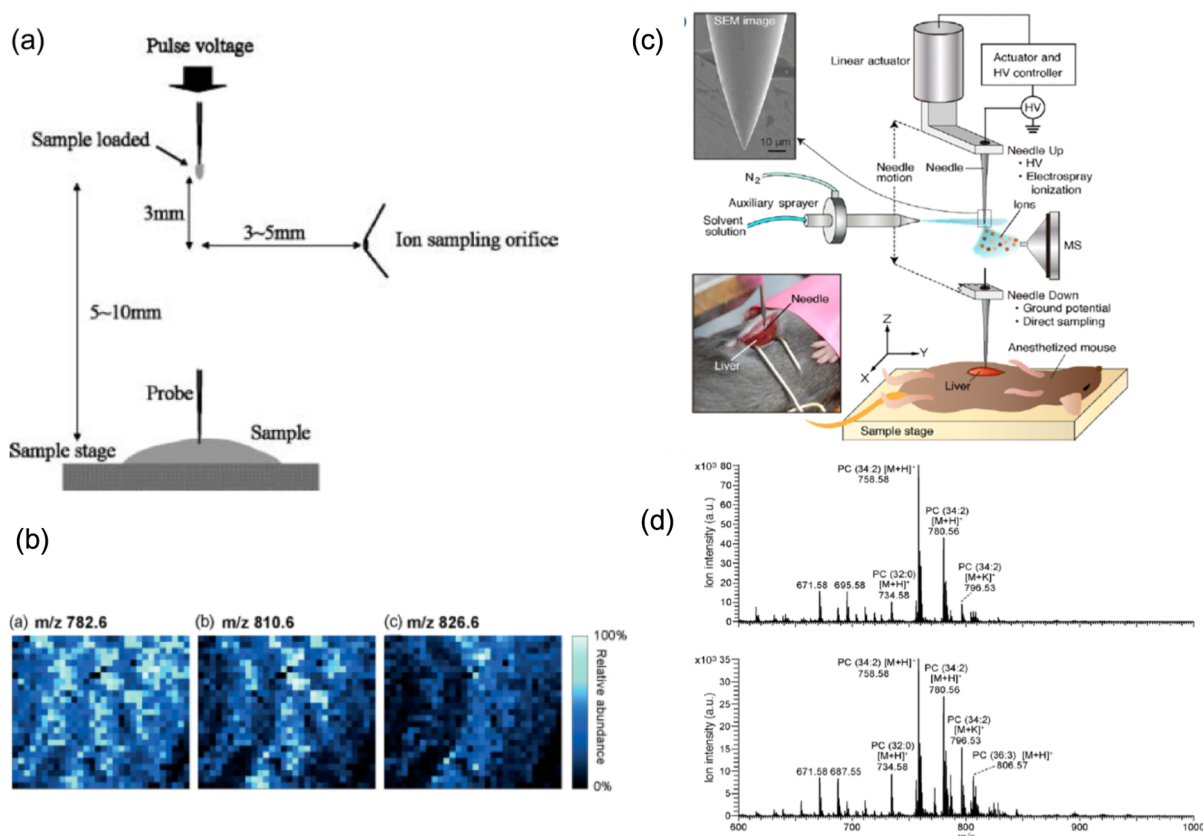 (a)
Pulse voltage
Sample loaded
3mm
3~5mm
Ion sampling orifice
5~10mm
Probe
Sample
Sample stage
(b)
(a) m/z 782.6
(b) m/z 810.6
(c) m/z 826.6
100%
Relative abundance
0%
(c)
SEM image
10 μm
Linear actuator
Actuator and
HV controller
HV
Needle
motion
Needle
Needle Up
• HV
• Electrospray
ionization
Ions
N2
Auxiliary sprayer
Solvent
solution
MS
Needle
Liver
Needle Down
• Ground potential
• Direct sampling
Z
Y
X
Anesthetized mouse
Liver
Sample stage
(d)
x10³ 80
70
60
50
40
30
20
10
0
Ion intensity (a.u.)
PC (34:2) [M+H]+
758.58
PC (34:2)
[M+H]+
780.56
PC (32:0)
[M+H]+
734.58
PC (34:2)
[M+K]+
796.53
671.58
695.58
x10³ 35
30
25
20
15
10
5
0
Ion intensity (a.u.)
PC (34:2) [M+H]+
758.58
PC (34:2)
[M+H]+
780.56
PC (34:2)
[M+K]+
796.53
PC (32:0)
[M+H]+
734.58
PC (36:3) [M+H]+
806.57
671.58
687.55
600
700
800
900
1000